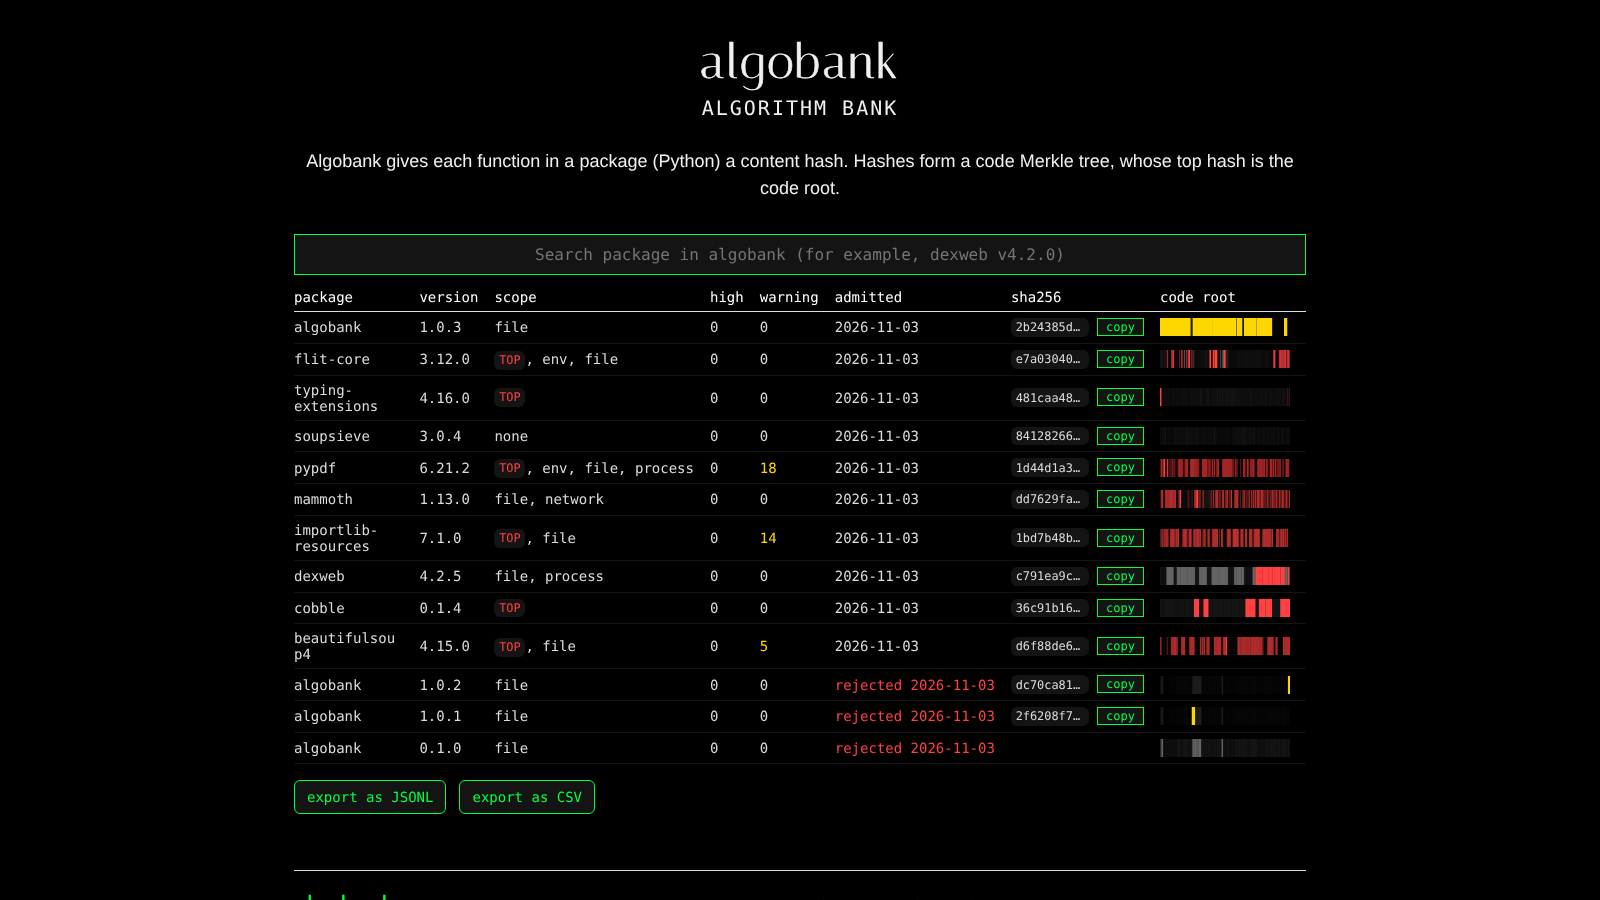 algobank
ALGORITHM BANK
Algobank gives each function in a package (Python) a content hash. Hashes form a code Merkle tree, whose top hash is the
code root.
Search package in algobank (for example, dexweb v4.2.0)
package version scope high warning admitted sha256 code root
algobank 1.0.3 file 0 0 2026-11-03 2b24385d… copy
flit-core 3.12.0 TOP, env, file 0 0 2026-11-03 e7a03040… copy
typing-
extensions 4.16.0 TOP 0 0 2026-11-03 481caa48… copy
soupsieve 3.0.4 none 0 0 2026-11-03 84128266… copy
pypdf 6.21.2 TOP, env, file, process 0 18 2026-11-03 1d44d1a3… copy
mammoth 1.13.0 file, network 0 0 2026-11-03 dd7629fa… copy
importlib-
resources 7.1.0 TOP, file 0 14 2026-11-03 1bd7b48b… copy
dexweb 4.2.5 file, process 0 0 2026-11-03 c791ea9c… copy
cobble 0.1.4 TOP 0 0 2026-11-03 36c91b16… copy
beautifulsou
p4 4.15.0 TOP, file 0 5 2026-11-03 d6f88de6… copy
algobank 1.0.2 file 0 0 rejected 2026-11-03 dc70ca81… copy
algobank 1.0.1 file 0 0 rejected 2026-11-03 2f6208f7… copy
algobank 0.1.0 file 0 0 rejected 2026-11-03
export as JSONL export as CSV